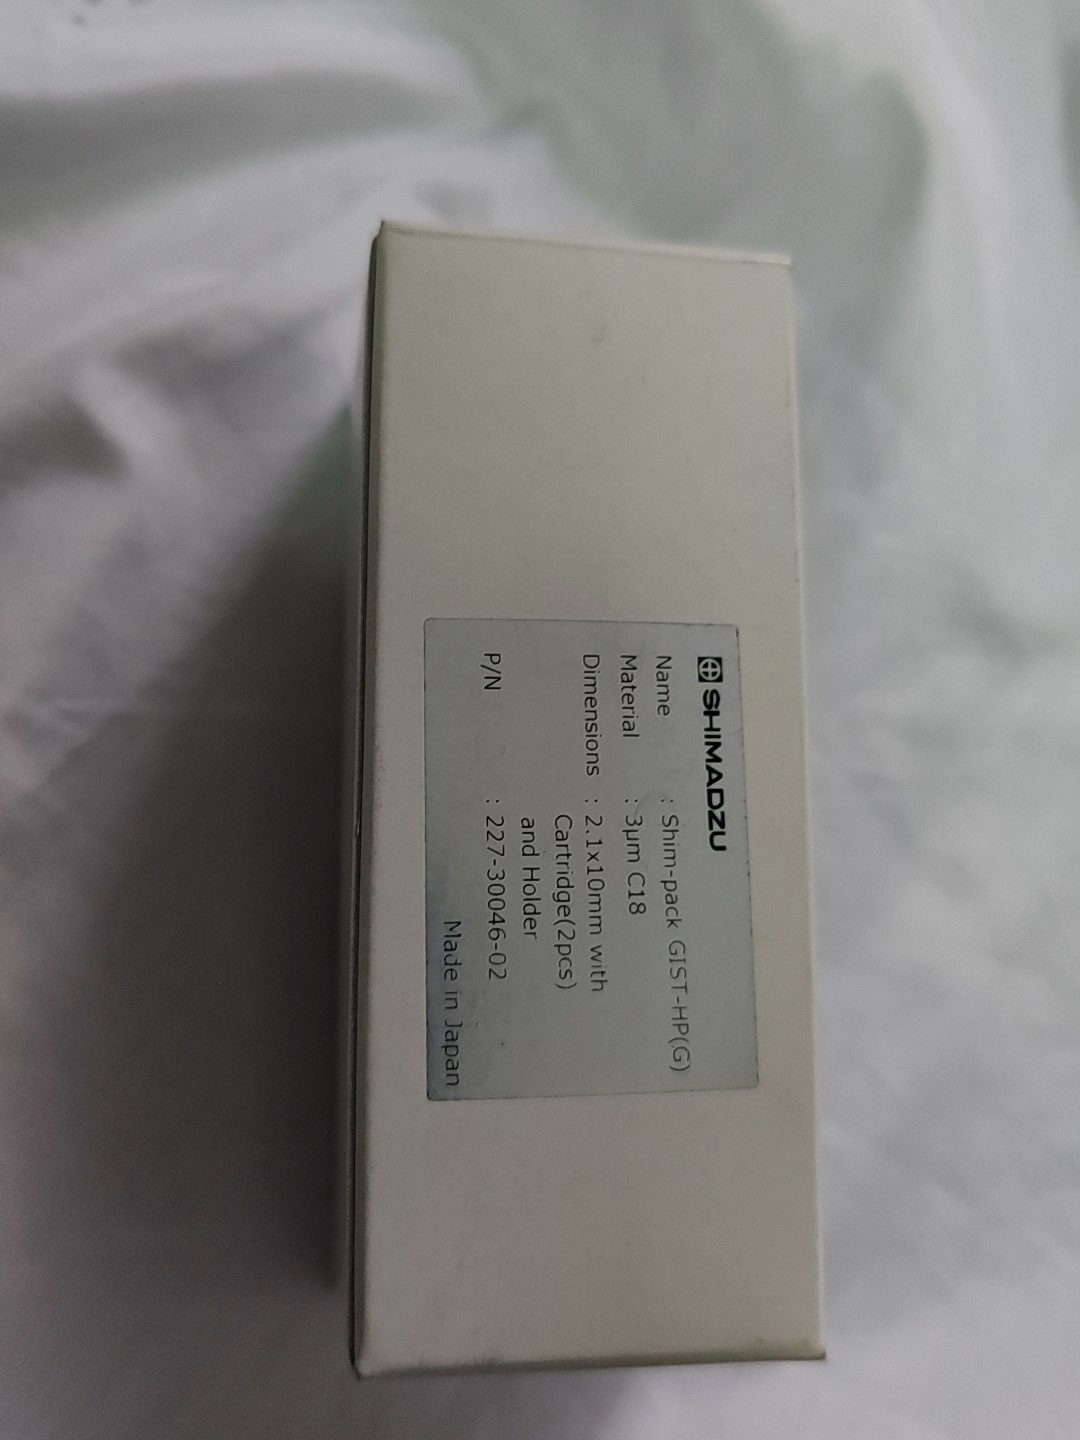 SHIMADZU
Name : Shim-pack GIST-HP(G)
Material : 3µm C18
Dimensions : 2.1x10mm with
Cartridge(2pcs)
and Holder
P/N : 227-30046-02
Made in Japan